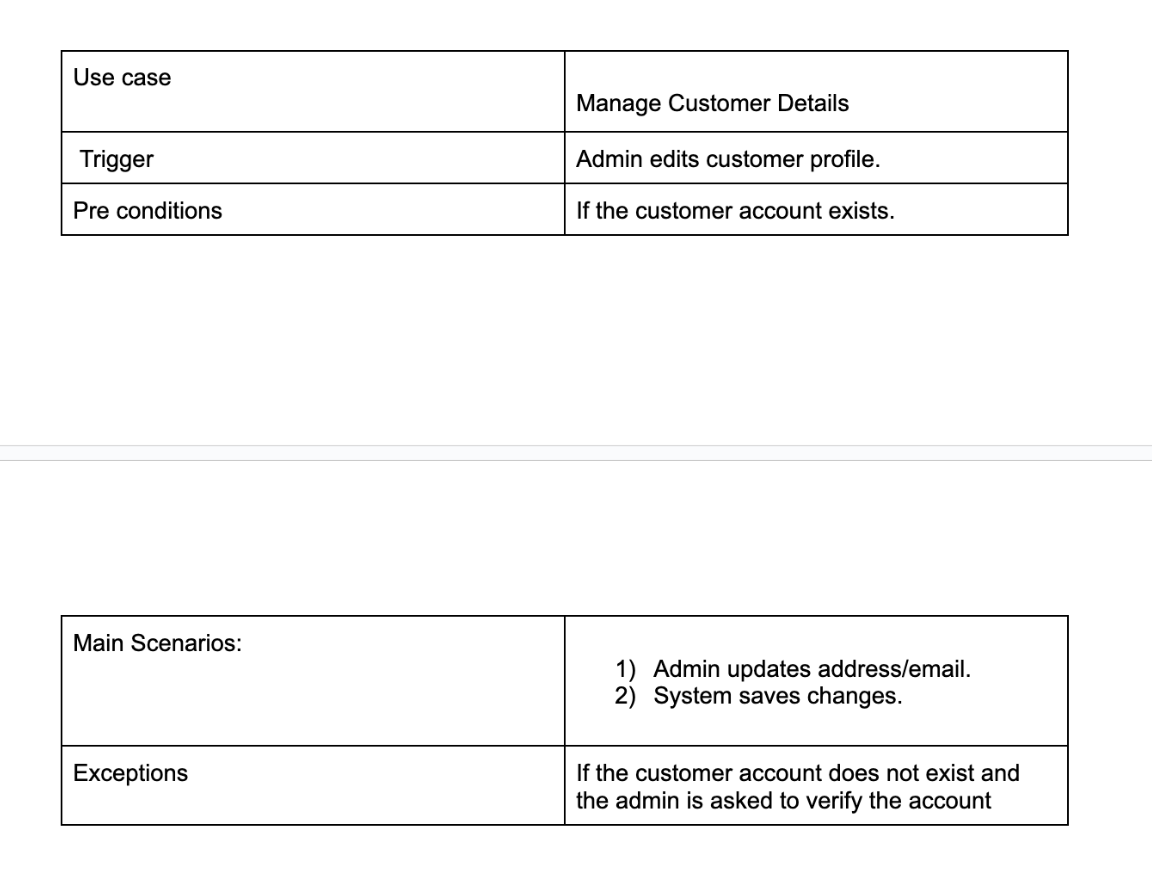 Use case
Manage Customer Details
Trigger
Admin edits customer profile.
Pre conditions
If the customer account exists.
Main Scenarios:
1) Admin updates address/email.
2) System saves changes.
Exceptions
If the customer account does not exist and
the admin is asked to verify the account